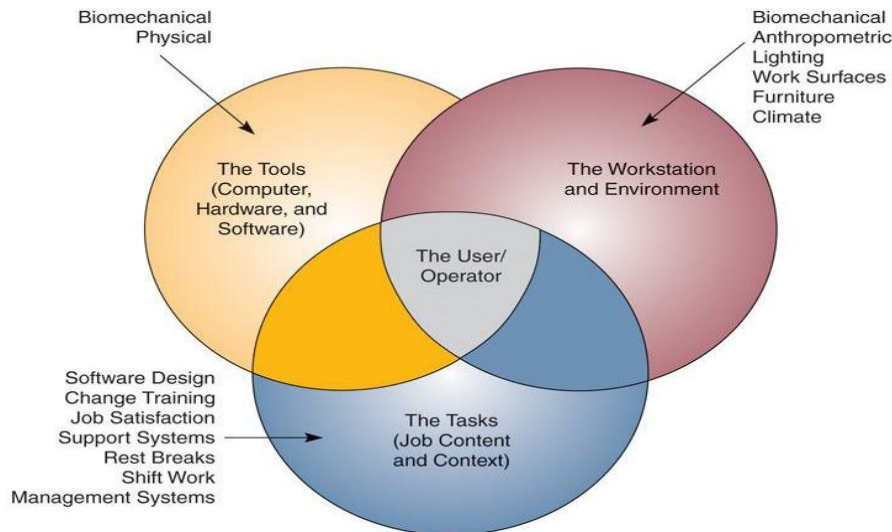 Biomechanical
Physical
Biomechanical
Anthropometric
Lighting
Work Surfaces
Furniture
Climate
The Tools
(Computer,
Hardware, and
Software)
The Workstation
and Environment
The User/
Operator
Software Design
Change Training
Job Satisfaction
Support Systems
Rest Breaks
Shift Work
Management Systems
The Tasks
(Job Content
and Context)